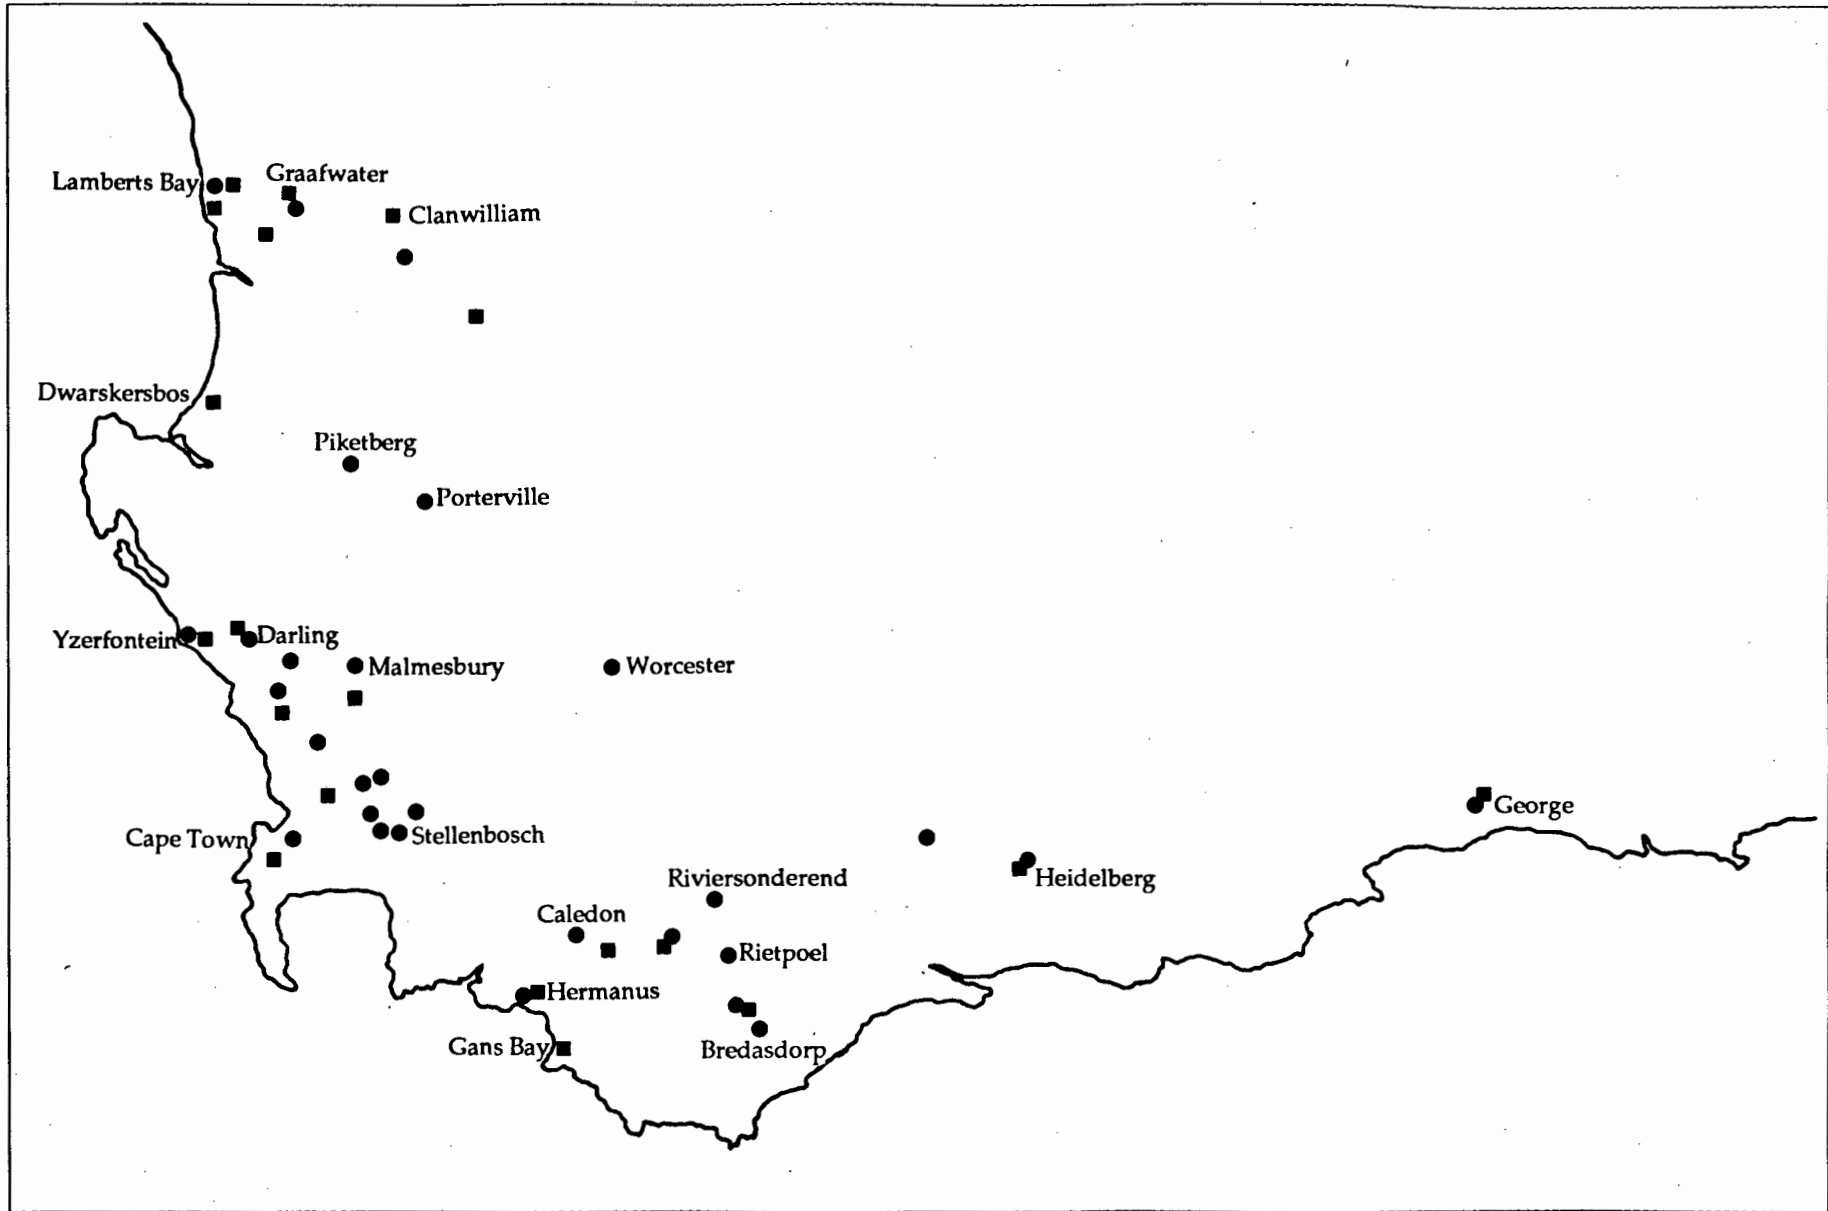 Graafwater
Lamberts Bay
Clanwilliam
Dwarskersbos
Piketberg
Porterville
Yzerfontein
Darling
Malmesbury
Worcester
George
Cape Town
Stellenbosch
Riviersonderend
Heidelberg
Caledon
Rietpoel
Hermanus
Gans Bay
Bredasdorp